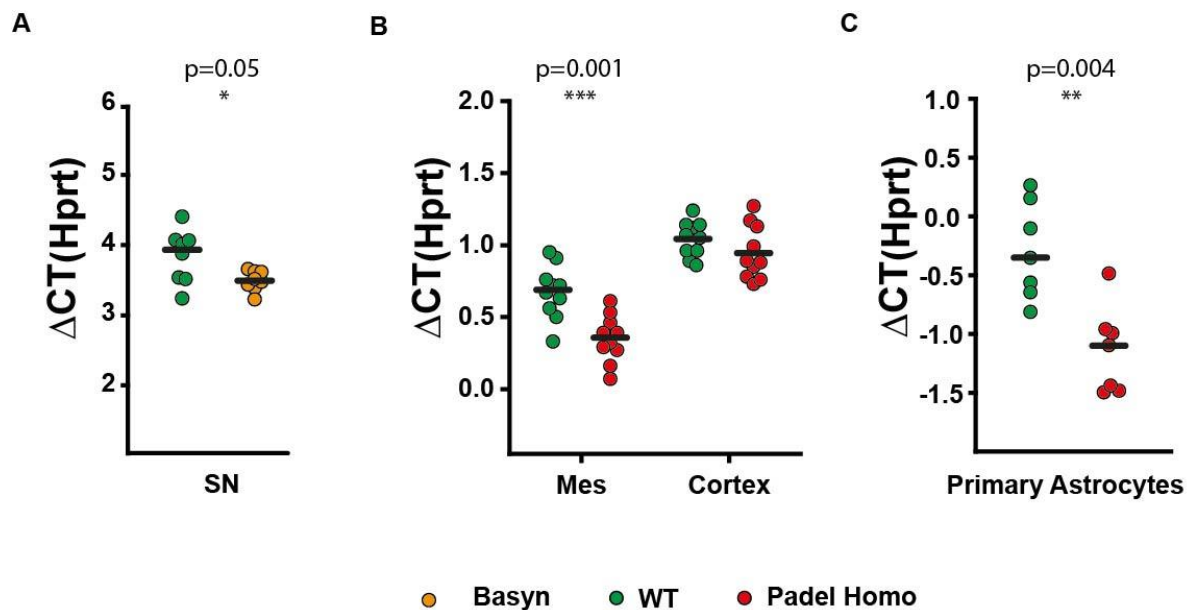 A
p=0.05
*
ΔCT(Hprt)
6
5
4
3
2
SN
B
p=0.001
***
ΔCT(Hprt)
2.0
1.5
1.0
0.5
0.0
Mes
Cortex
C
p=0.004
**
ΔCT(Hprt)
1.0
0.5
0.0
-0.5
-1.0
-1.5
Primary Astrocytes
Basyn
WT
Padel Homo